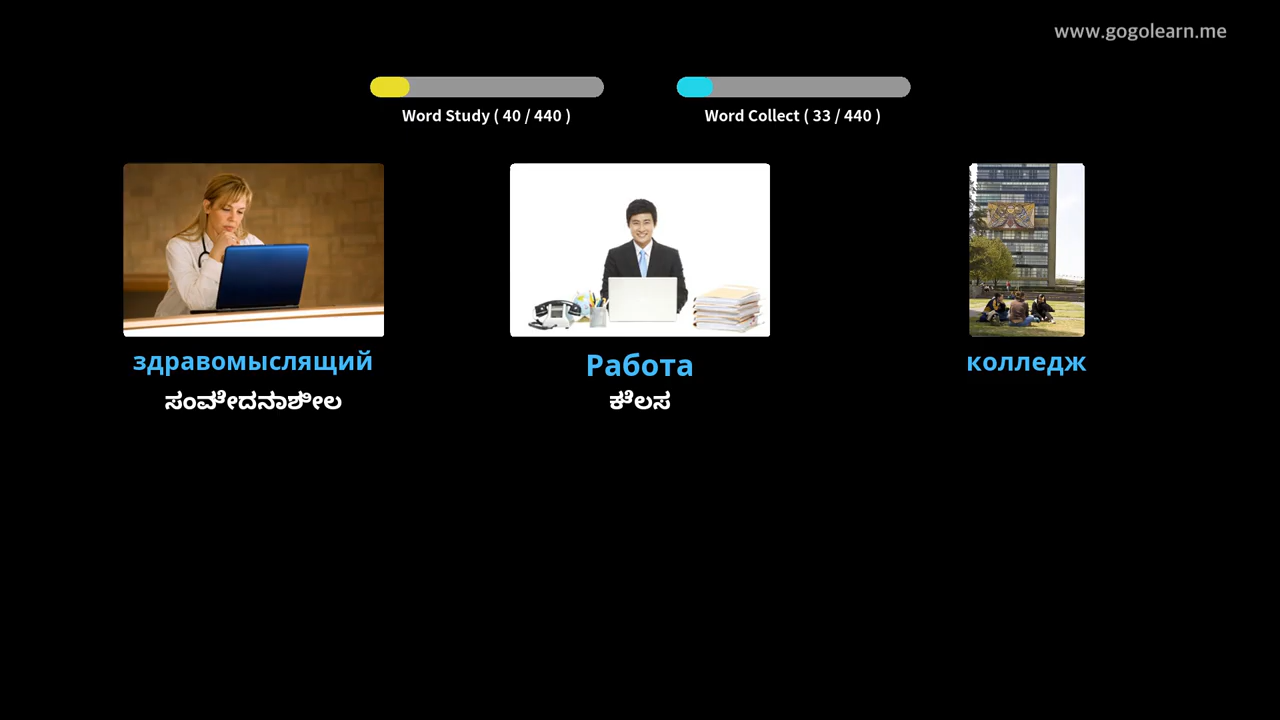 www.gogolearn.me
Word Study ( 40 / 440 )
Word Collect ( 33 / 440 )
здравомыслящий
Работа
колледж
ಸಂವೇದನಾಶೀಲ
ಕೆಲಸ